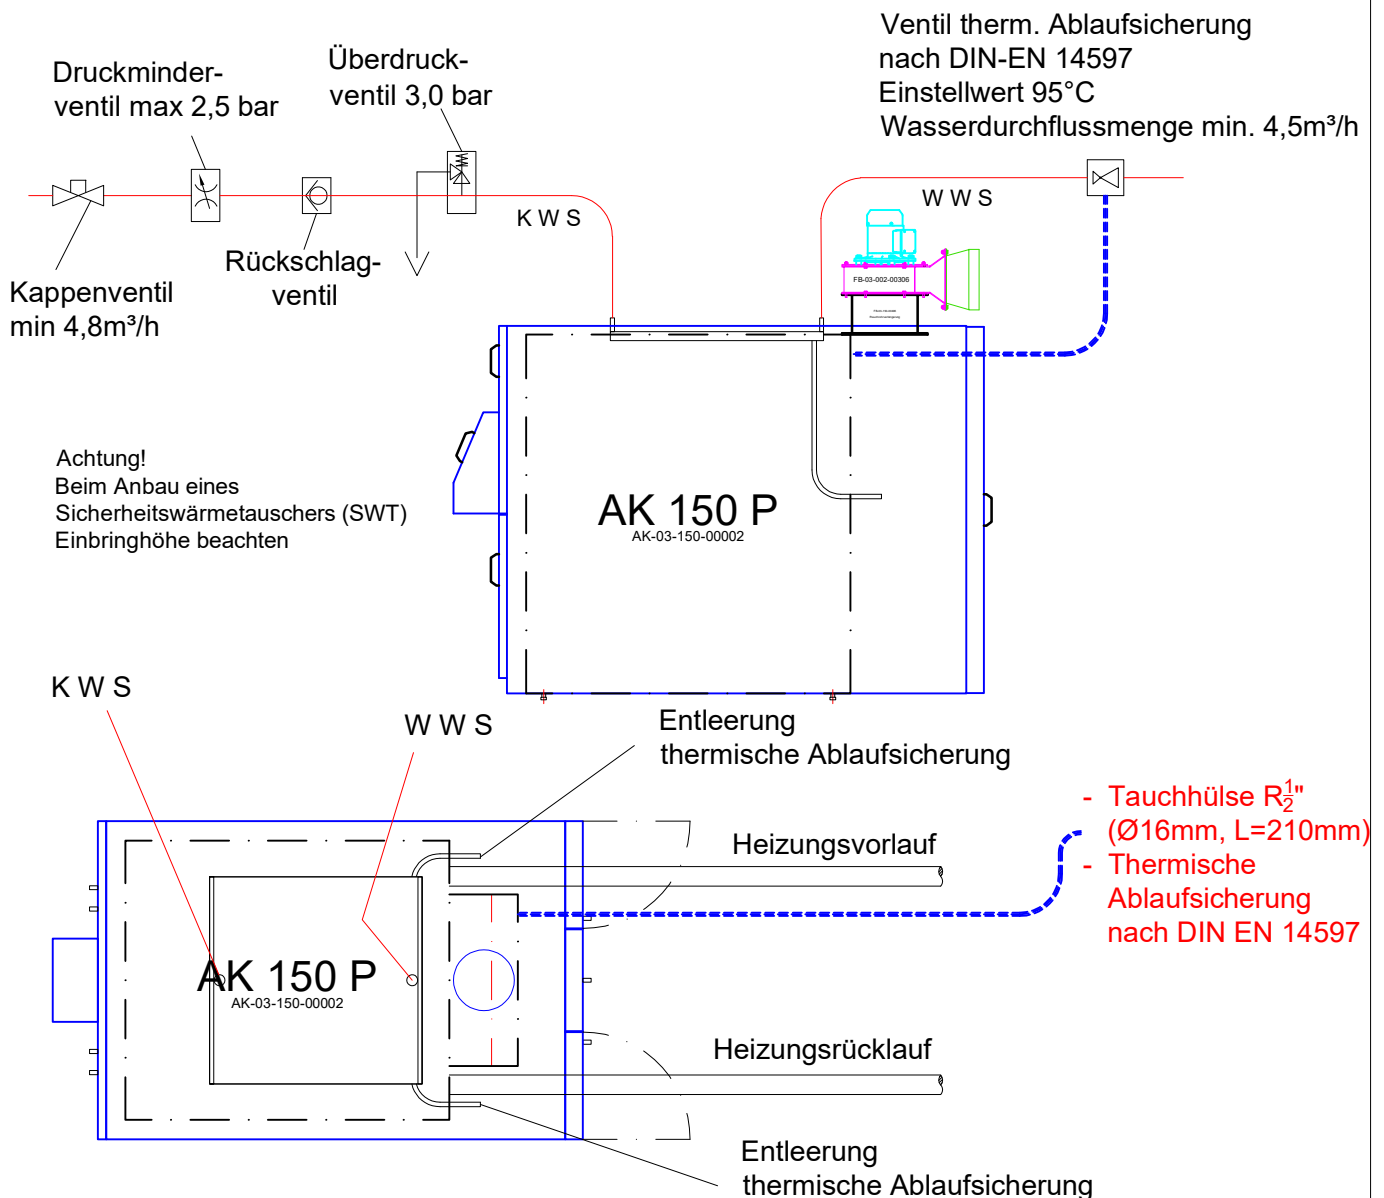 Ventil therm. Ablaufsicherung
nach DIN-EN 14597
Einstellwert 95°C
Wasserdurchflussmenge min. 4,5m³/h
Druckminder-
ventil max 2,5 bar
Überdruck-
ventil 3,0 bar
K W S
W W S
Rückschlag-
ventil
Kappenventil
min 4,8m³/h
FB-03-002-00306
Achtung!
Beim Anbau eines
Sicherheitswärmetauschers (SWT)
Einbringhöhe beachten
AK 150 P
AK-03-150-00002
K W S
W W S
Entleerung
thermische Ablaufsicherung
- Tauchhülse R½"
(Ø16mm, L=210mm)
- Thermische
Ablaufsicherung
nach DIN EN 14597
Heizungsvorlauf
AK 150 P
AK-03-150-00002
Heizungsrücklauf
Entleerung
thermische Ablaufsicherung